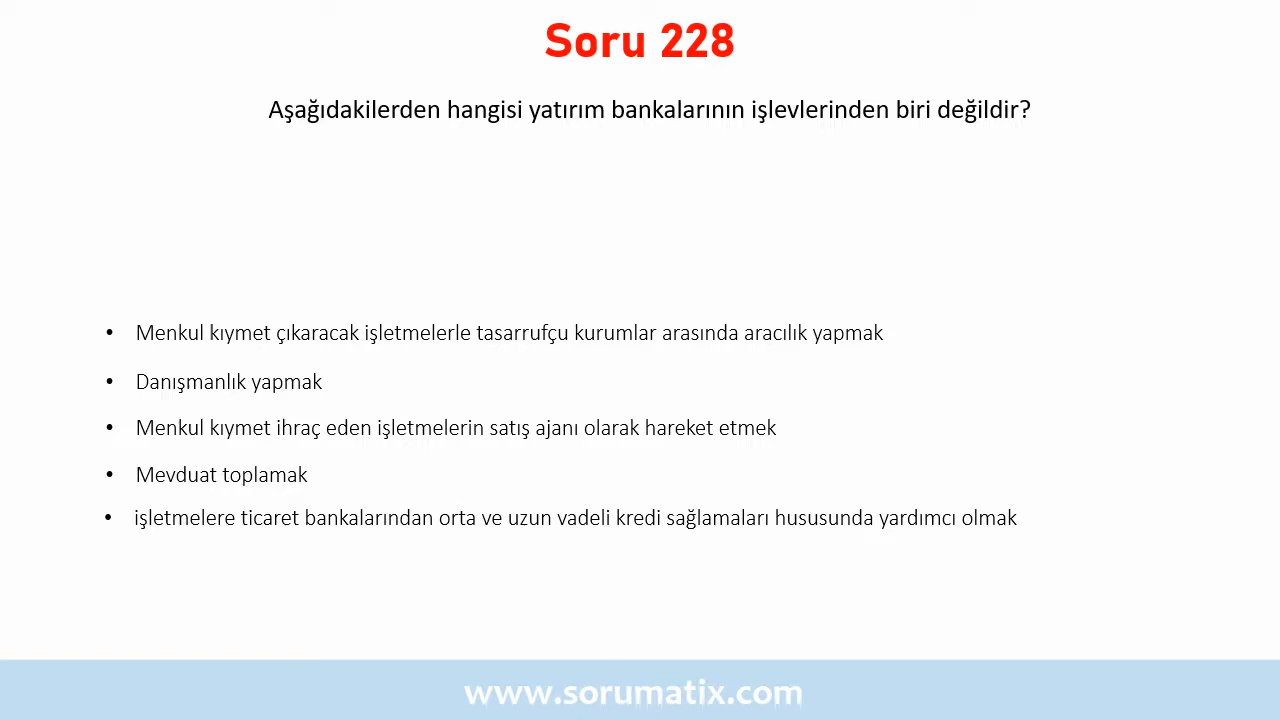 Soru 228
Aşağıdakilerden hangisi yatırım bankalarının işlevlerinden biri değildir?
• Menkul kıymet çıkaracak işletmelerle tasarrufçu kurumlar arasında aracılık yapmak
• Danışmanlık yapmak
• Menkul kıymet ihraç eden işletmelerin satış ajanı olarak hareket etmek
• Mevduat toplamak
• işletmelere ticaret bankalarından orta ve uzun vadeli kredi sağlamaları hususunda yardımcı olmak
www.sorumatix.com